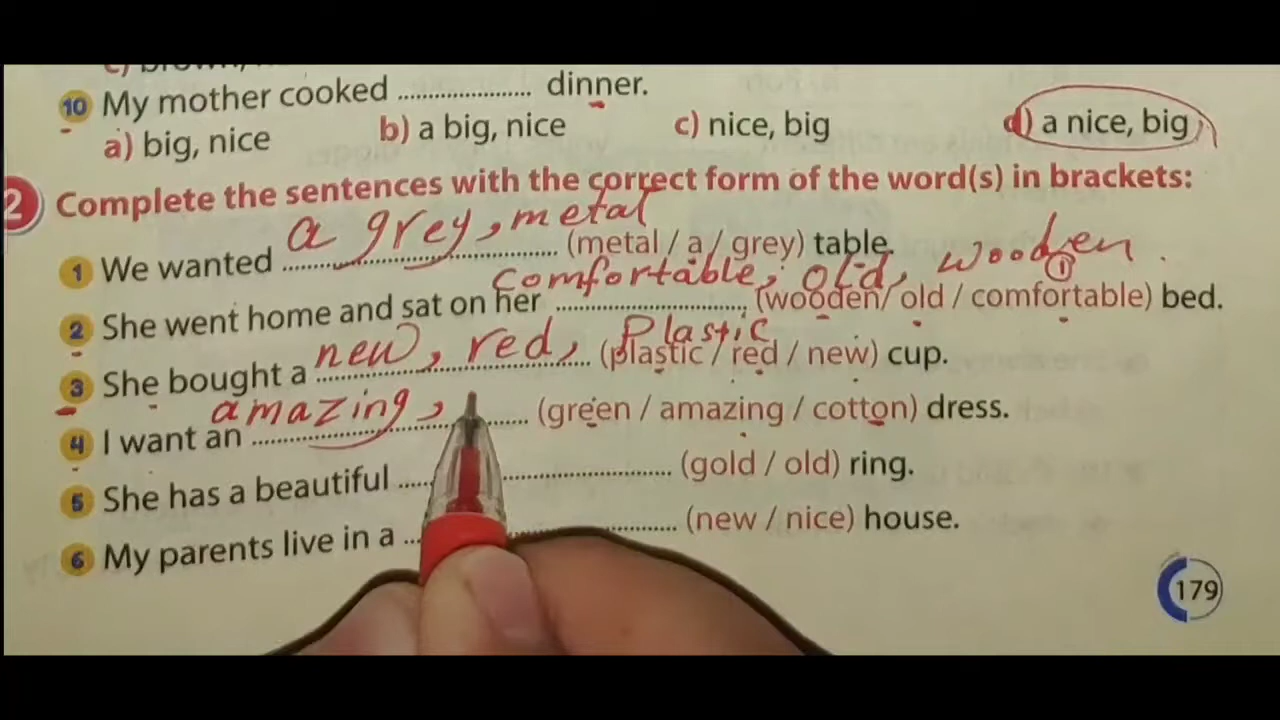 10 My mother cooked .................... dinner.
a) big, nice b) a big, nice c) nice, big d) a nice, big
2 Complete the sentences with the correct form of the word(s) in brackets:
a grey, metal
1 We wanted .................... (metal / a / grey) table.
comfortable, old, wooden
2 She went home and sat on her .................... (wooden/ old / comfortable) bed.
new, red, Plastic
3 She bought a .................... (plastic / red / new) cup.
amazing,
4 I want an .................... (green / amazing / cotton) dress.
5 She has a beautiful .................... (gold / old) ring.
6 My parents live in a .................... (new / nice) house.
179